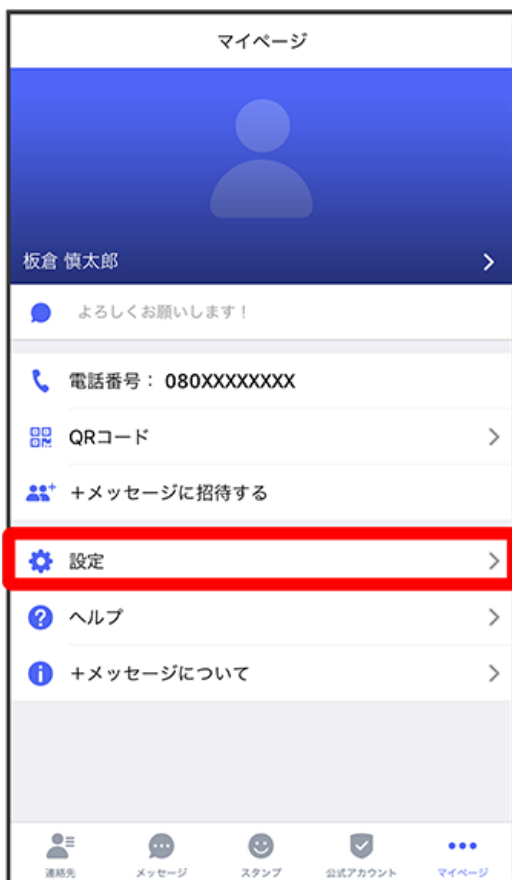 マイページ
板倉 慎太郎
よろしくお願いします!
電話番号: 080XXXXXXXX
QRコード
+メッセージに招待する
設定
ヘルプ
+メッセージについて
連絡先 メッセージ スタンプ 公式アカウント マイページ